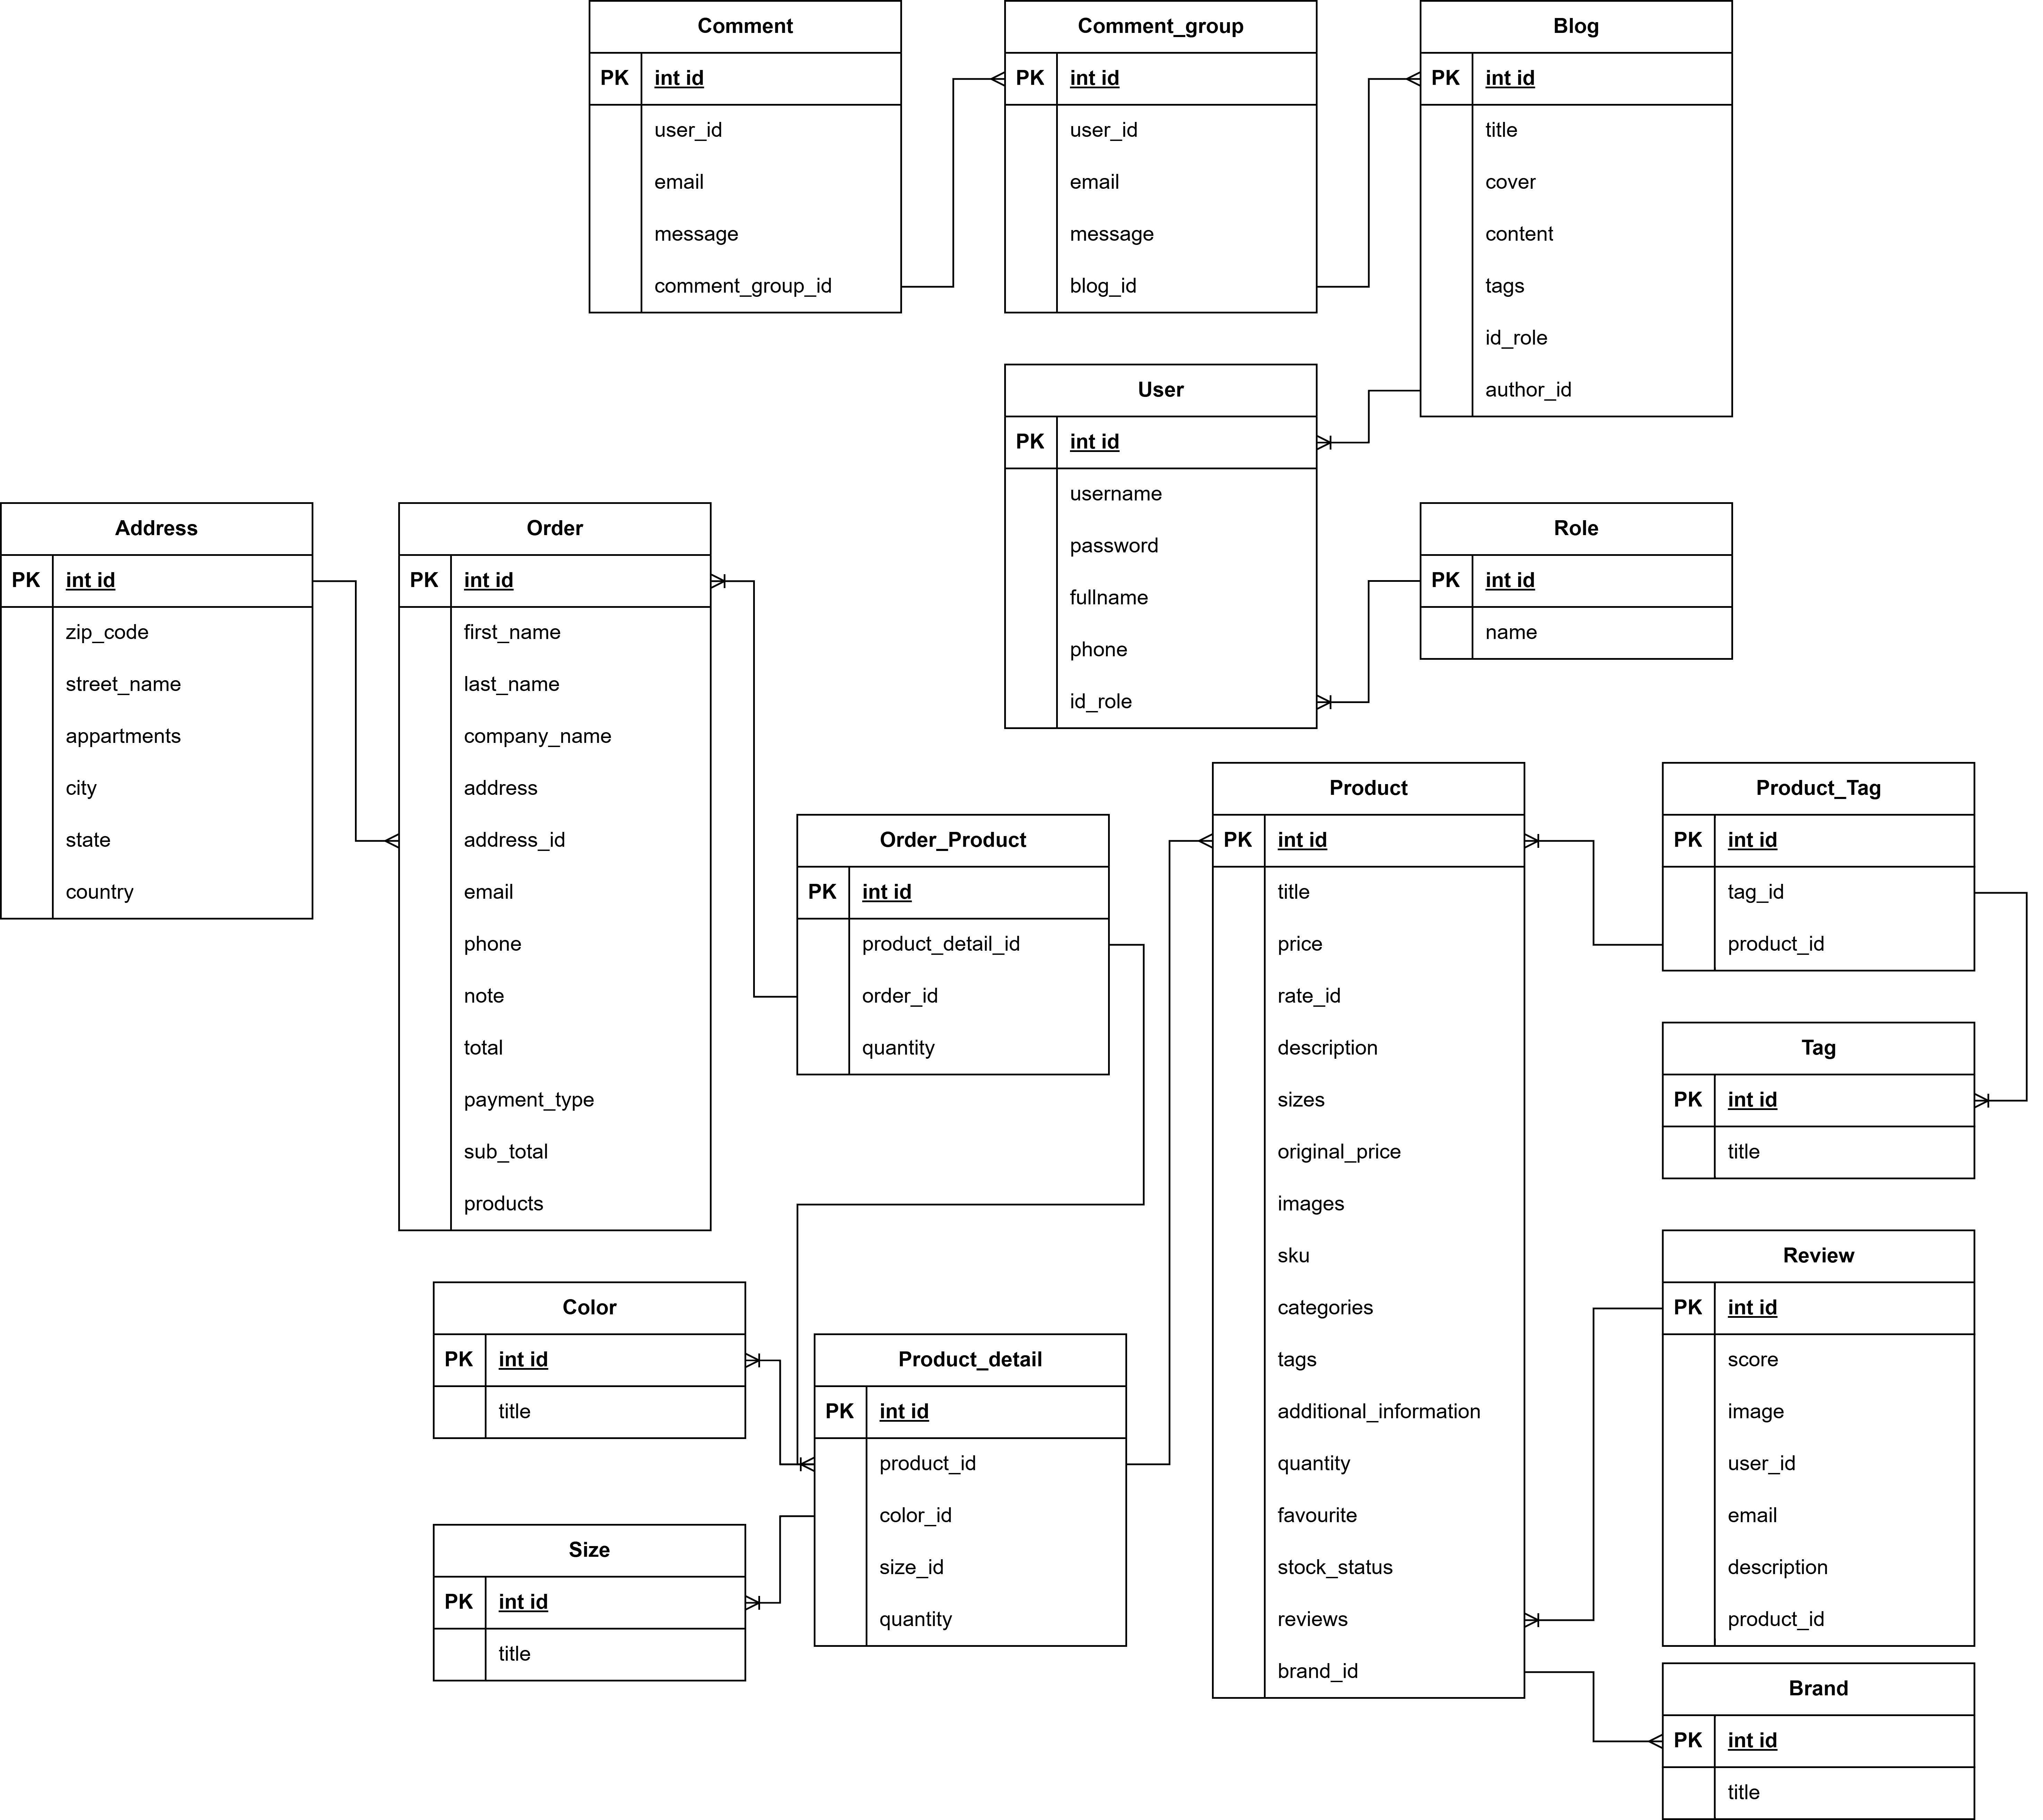 Comment
PK int id
user_id
email
message
comment_group_id
Comment_group
PK int id
user_id
email
message
blog_id
Blog
PK int id
title
cover
content
tags
id_role
author_id
User
PK int id
username
password
fullname
phone
id_role
Role
PK int id
name
Address
PK int id
zip_code
street_name
appartments
city
state
country
Order
PK int id
first_name
last_name
company_name
address
address_id
email
phone
note
total
payment_type
sub_total
products
Order_Product
PK int id
product_detail_id
order_id
quantity
Product
PK int id
title
price
rate_id
description
sizes
original_price
images
sku
categories
tags
additional_information
quantity
favourite
stock_status
reviews
brand_id
Product_Tag
PK int id
tag_id
product_id
Tag
PK int id
title
Review
PK int id
score
image
user_id
email
description
product_id
Color
PK int id
title
Product_detail
PK int id
product_id
color_id
size_id
quantity
Size
PK int id
title
Brand
PK int id
title